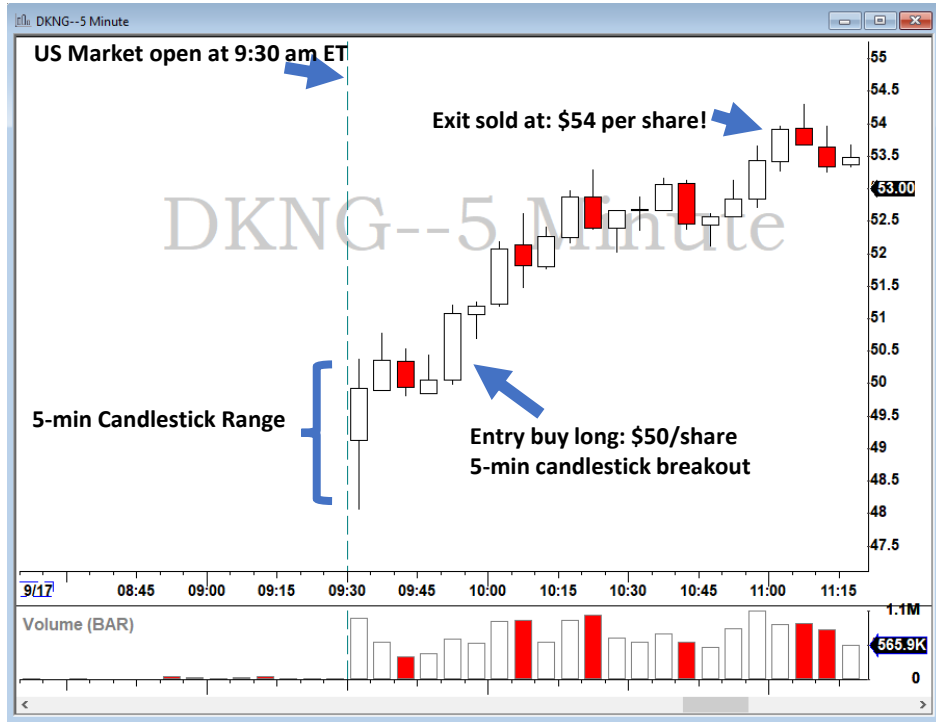 DKNG--5 Minute
US Market open at 9:30 am ET
Exit sold at: $54 per share!
DKNG--5 Minute
5-min Candlestick Range
Entry buy long: $50/share
5-min candlestick breakout
55
54.5
54
53.5
53.00
52.5
52
51.5
51
50.5
50
49.5
49
48.5
48
47.5
9/17
08:45
09:00
09:15
09:30
09:45
10:00
10:15
10:30
10:45
11:00
11:15
Volume (BAR)
1.1M
565.9K
0